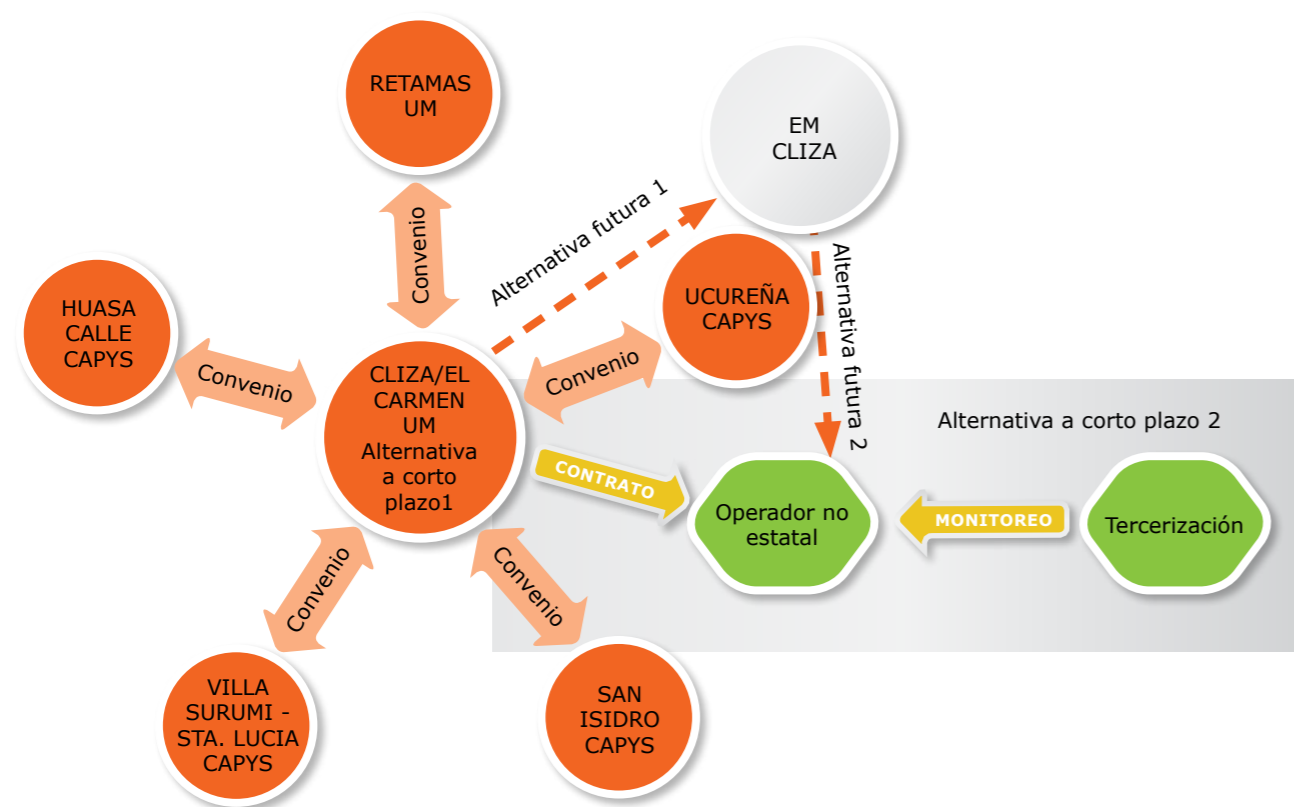 RETAMAS
UM
EM
CLIZA
Convenio
Alternativa futura 1
HUASA
CALLE
CAPYS
UCUREÑA
CAPYS
Alternativa futura 2
Convenio
CLIZA/EL
CARMEN
UM
Alternativa
a corto
plazo1
Convenio
Alternativa a corto plazo 2
CONTRATO
Operador no
estatal
MONITOREO
Tercerización
Convenio
Convenio
VILLA
SURUMI -
STA. LUCIA
CAPYS
SAN
ISIDRO
CAPYS